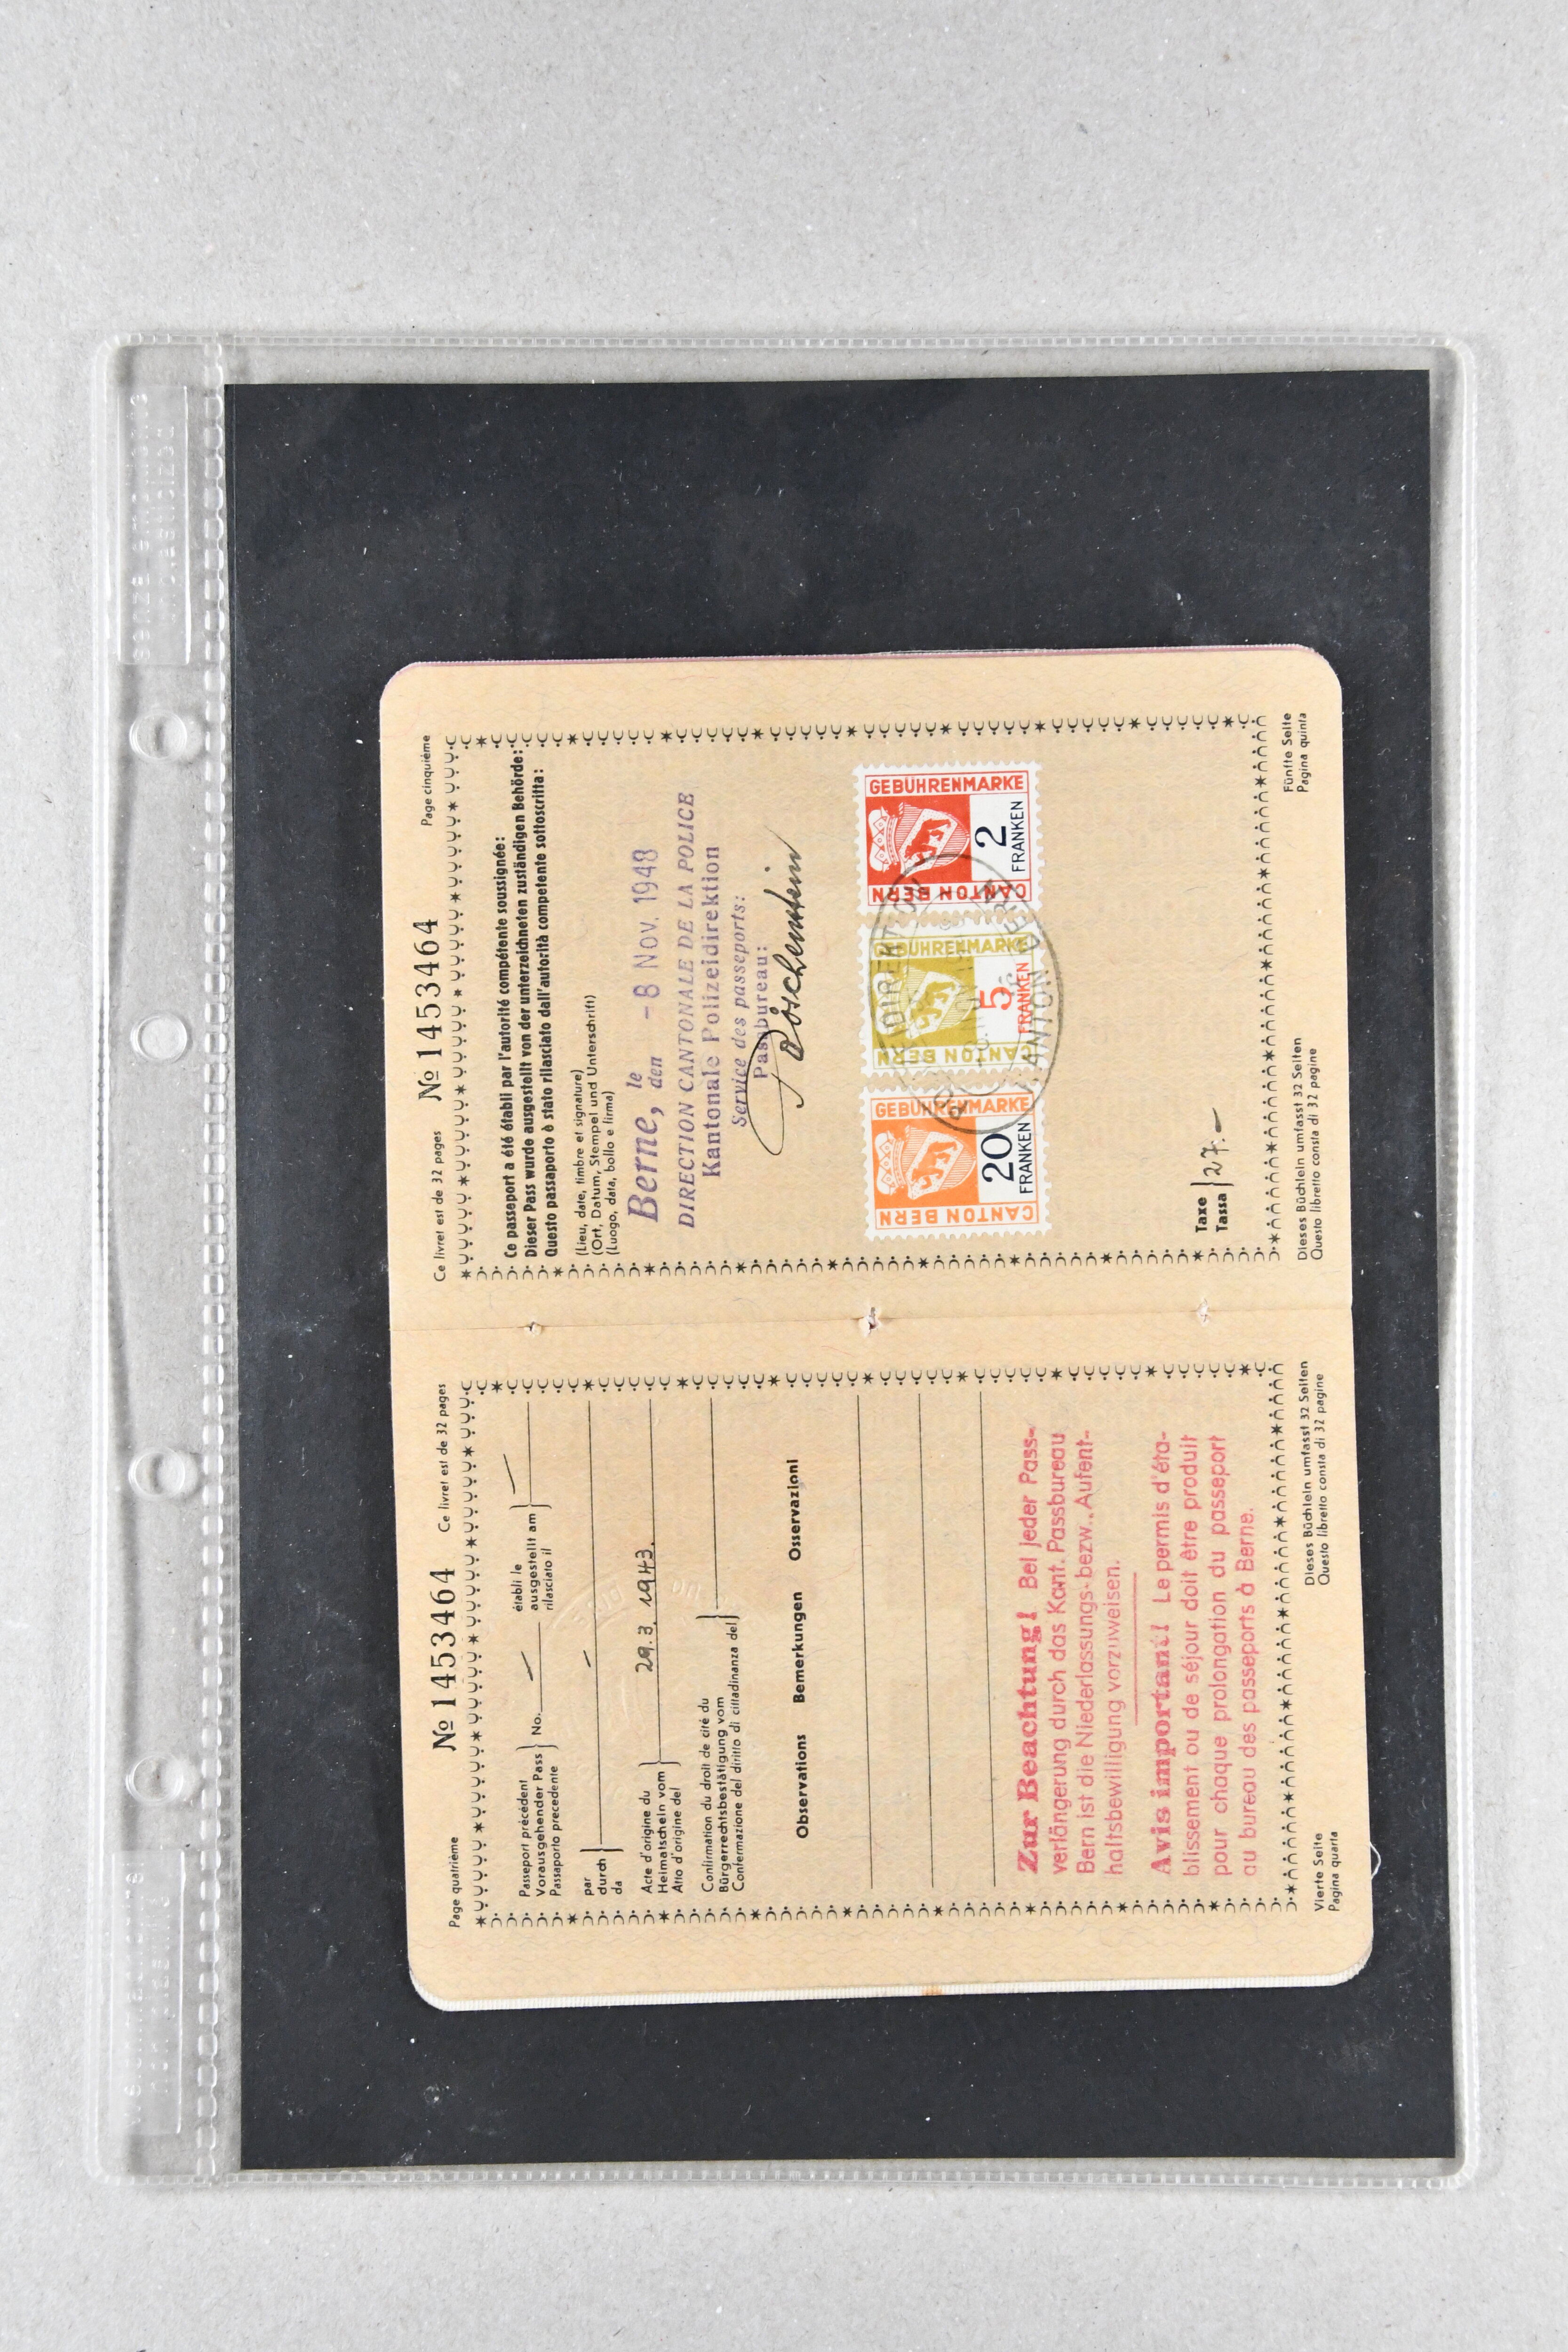 Page quatrième
№ 1453464
Ce livret est de 32 pages
Passeport précédent
Vorausgehender Pass
Passaporto precedente
No. —
établi le
ausgestellt am
rilasciato il
—
par
durch
da
—
Acte d'origine du
Heimatschein vom
Atto d'origine del
29.3.1943.
Confirmation du droit de cité du
Bürgerrechtsbestätigung vom
Confermazione del diritto di cittadinanza del
Observations Bemerkungen Osservazioni
Zur Beachtung! Bei jeder Pass-
verlängerung durch das Kant. Passbureau
Bern ist die Niederlassungs- bezw. Aufent-
haltsbewilligung vorzuweisen.
Avis important! Le permis d'éta-
blissement ou de séjour doit être produit
pour chaque prolongation du passeport
au bureau des passeports à Berne.
Vierte Seite
Pagina quarta
Dieses Büchlein umfasst 32 Seiten
Questo libretto consta di 32 pagine
Ce livret est de 32 pages
№ 1453464
Page cinquième
Ce passeport a été établi par l'autorité compétente soussignée:
Dieser Pass wurde ausgestellt von der unterzeichneten zuständigen Behörde:
Questo passaporto è stato rilasciato dall'autorità competente sottoscritta:
(Lieu, date, timbre et signature)
(Ort, Datum, Stempel und Unterschrift)
(Luogo, data, bollo e firma)
Berne, le
den
-8 Nov. 1948
DIRECTION CANTONALE DE LA POLICE
Kantonale Polizeidirektion
Service des passeports:
Passbureau:
CANTON BERN
GEBÜHRENMARKE
20
FRANKEN
CANTON BERN
GEBÜHRENMARKE
5
FRANKEN
CANTON BERN
GEBÜHRENMARKE
2
FRANKEN
KANTON BERN
Taxe
Tassa
27.-
Dieses Büchlein umfasst 32 Seiten
Questo libretto consta di 32 pagine
Fünfte Seite
Pagina quinta